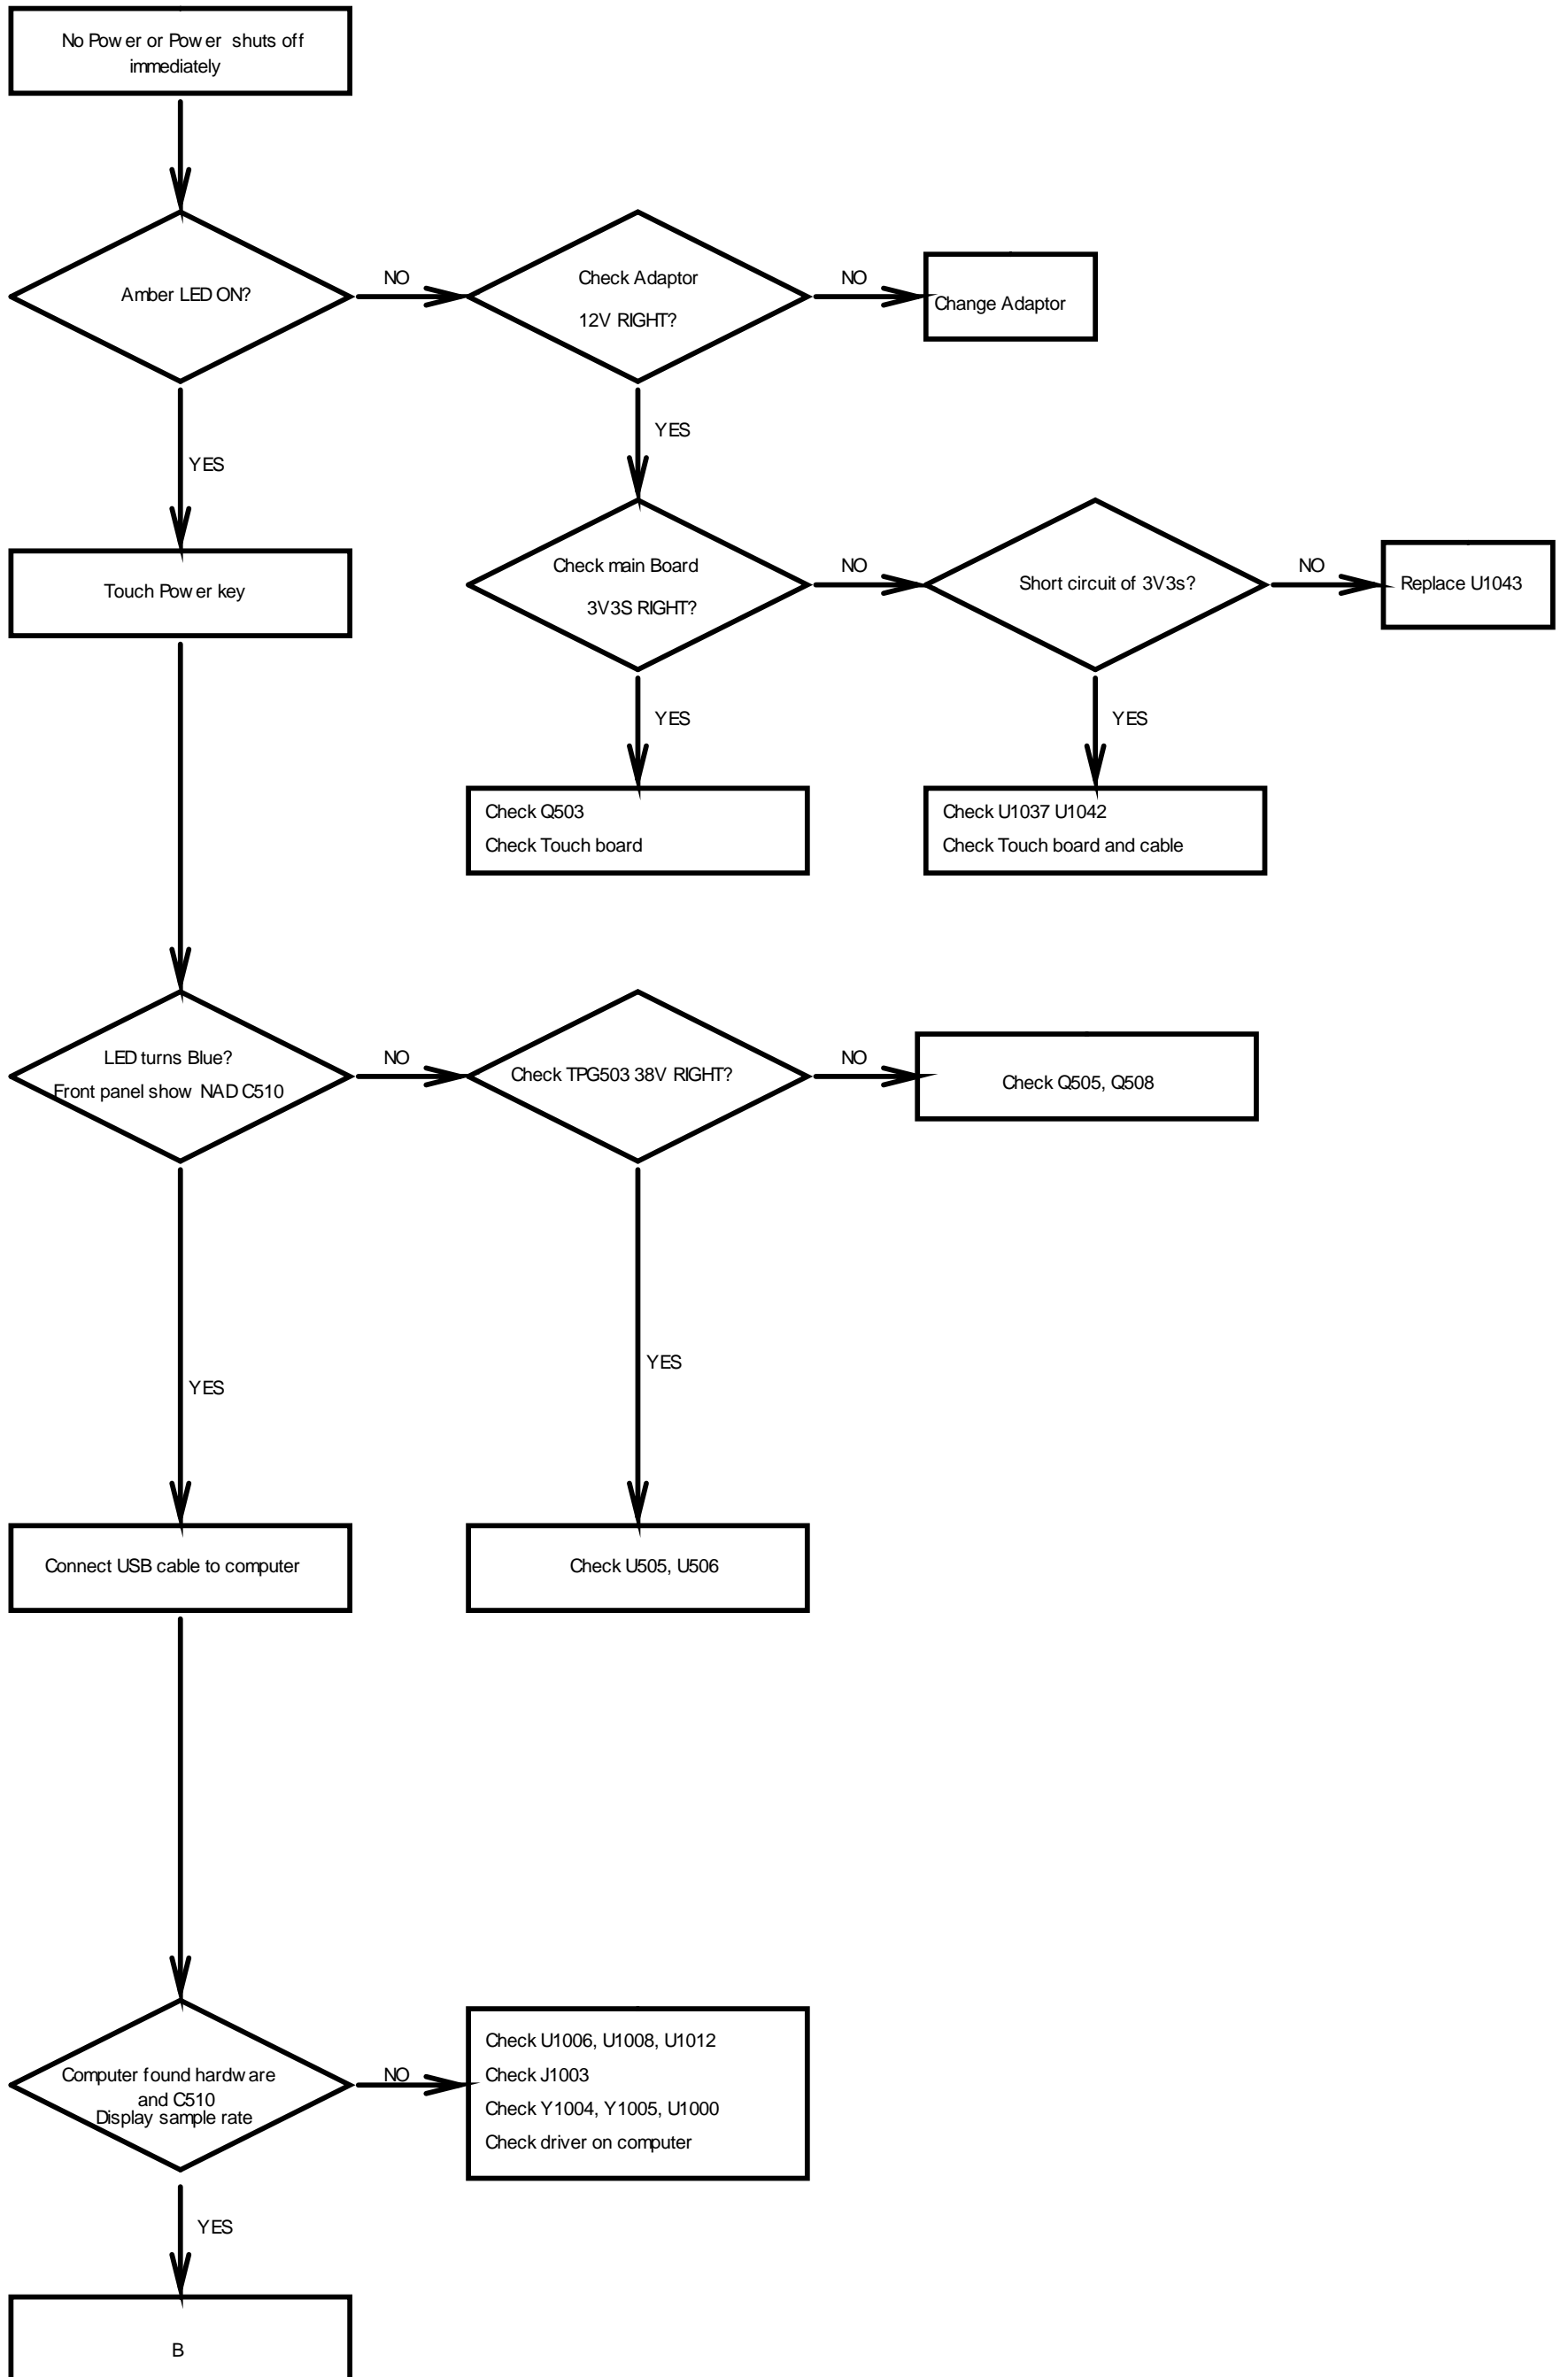 No Power or Power shuts off
immediately
Amber LED ON?
NO
Check Adaptor
12V RIGHT?
NO
Change Adaptor
YES
YES
Touch Power key
Check main Board
3V3S RIGHT?
NO
Short circuit of 3V3s?
NO
Replace U1043
YES
YES
Check Q503
Check Touch board
Check U1037 U1042
Check Touch board and cable
LED turns Blue?
Front panel show NAD C510
NO
Check TPG503 38V RIGHT?
NO
Check Q505, Q508
YES
YES
Connect USB cable to computer
Check U505, U506
Computer found hardware
and C510
Display sample rate
NO
Check U1006, U1008, U1012
Check J1003
Check Y1004, Y1005, U1000
Check driver on computer
YES
B